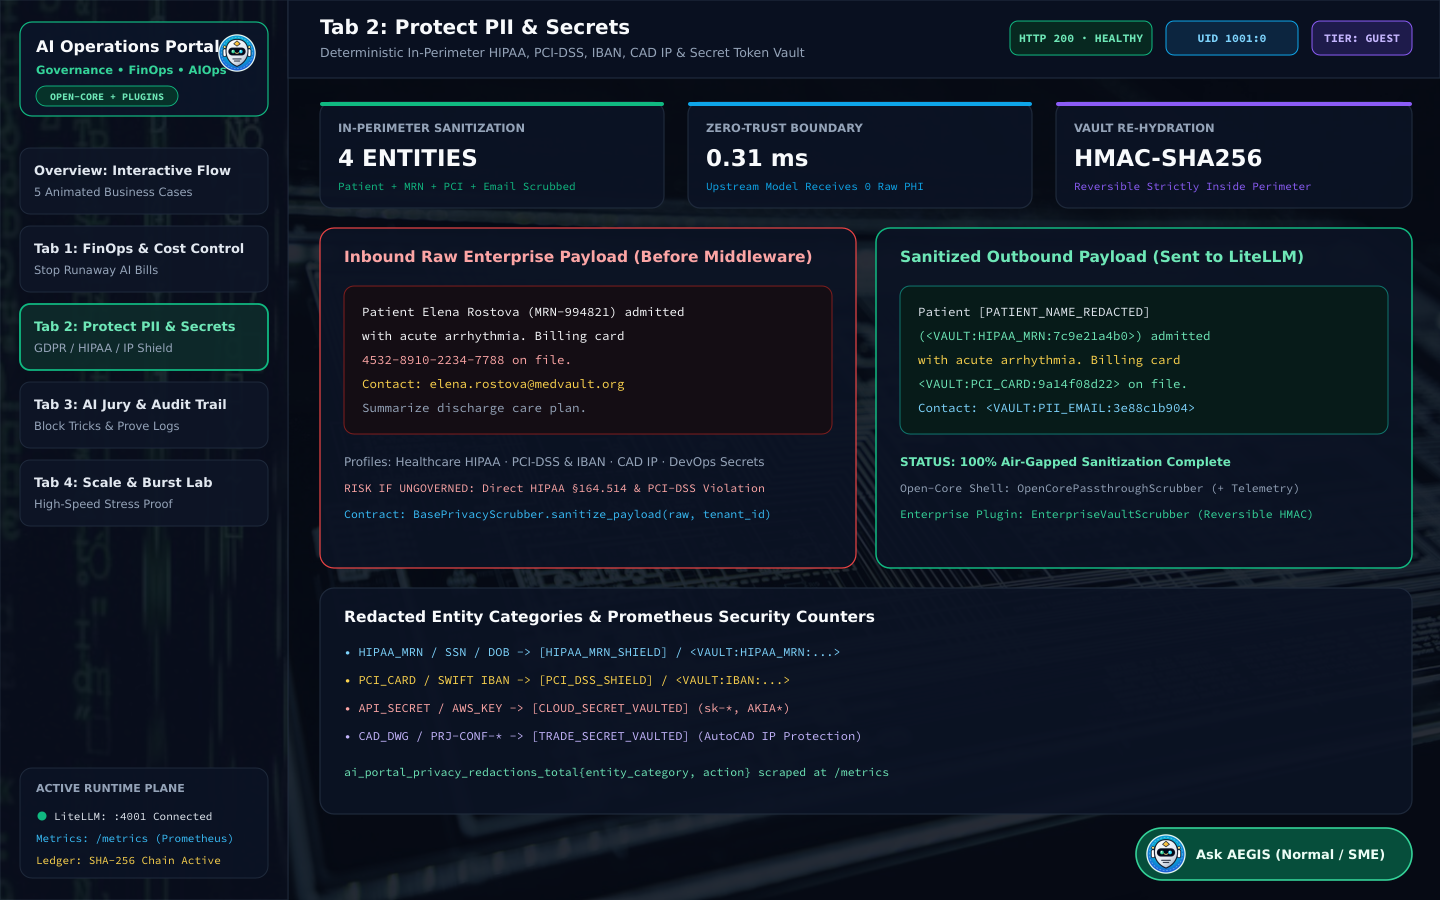 AI Operations Portal
Governance • FinOps • AIOps
OPEN-CORE + PLUGINS
Overview: Interactive Flow
5 Animated Business Cases
Tab 1: FinOps & Cost Control
Stop Runaway AI Bills
Tab 2: Protect PII & Secrets
GDPR / HIPAA / IP Shield
Tab 3: AI Jury & Audit Trail
Block Tricks & Prove Logs
Tab 4: Scale & Burst Lab
High-Speed Stress Proof
ACTIVE RUNTIME PLANE
LiteLLM: :4001 Connected
Metrics: /metrics (Prometheus)
Ledger: SHA-256 Chain Active
Tab 2: Protect PII & Secrets
Deterministic In-Perimeter HIPAA, PCI-DSS, IBAN, CAD IP & Secret Token Vault
HTTP 200 · HEALTHY
UID 1001:0
TIER: GUEST
IN-PERIMETER SANITIZATION
4 ENTITIES
Patient + MRN + PCI + Email Scrubbed
ZERO-TRUST BOUNDARY
0.31 ms
Upstream Model Receives 0 Raw PHI
VAULT RE-HYDRATION
HMAC-SHA256
Reversible Strictly Inside Perimeter
Inbound Raw Enterprise Payload (Before Middleware)
Patient Elena Rostova (MRN-994821) admitted
with acute arrhythmia. Billing card
4532-8910-2234-7788 on file.
Contact: elena.rostova@medvault.org
Summarize discharge care plan.
Profiles: Healthcare HIPAA · PCI-DSS & IBAN · CAD IP · DevOps Secrets
RISK IF UNGOVERNED: Direct HIPAA §164.514 & PCI-DSS Violation
Contract: BasePrivacyScrubber.sanitize_payload(raw, tenant_id)
Sanitized Outbound Payload (Sent to LiteLLM)
Patient [PATIENT_NAME_REDACTED]
(<VAULT:HIPAA_MRN:7c9e21a4b0>) admitted
with acute arrhythmia. Billing card
<VAULT:PCI_CARD:9a14f08d22> on file.
Contact: <VAULT:PII_EMAIL:3e88c1b904>
STATUS: 100% Air-Gapped Sanitization Complete
Open-Core Shell: OpenCorePassthroughScrubber (+ Telemetry)
Enterprise Plugin: EnterpriseVaultScrubber (Reversible HMAC)
Redacted Entity Categories & Prometheus Security Counters
• HIPAA_MRN / SSN / DOB -> [HIPAA_MRN_SHIELD] / <VAULT:HIPAA_MRN:...>
• PCI_CARD / SWIFT IBAN -> [PCI_DSS_SHIELD] / <VAULT:IBAN:...>
• API_SECRET / AWS_KEY -> [CLOUD_SECRET_VAULTED] (sk-*, AKIA*)
• CAD_DWG / PRJ-CONF-* -> [TRADE_SECRET_VAULTED] (AutoCAD IP Protection)
ai_portal_privacy_redactions_total{entity_category, action} scraped at /metrics
Ask AEGIS (Normal / SME)